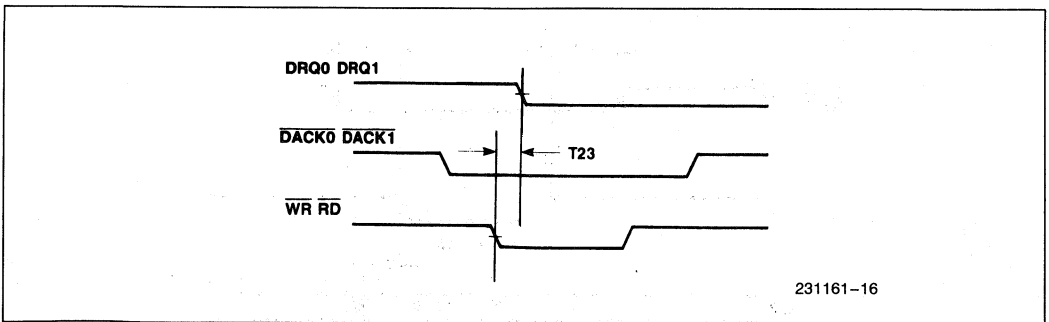 DRQ0 DRQ1
DACK0 DACK1
T23
WR RD
231161-16